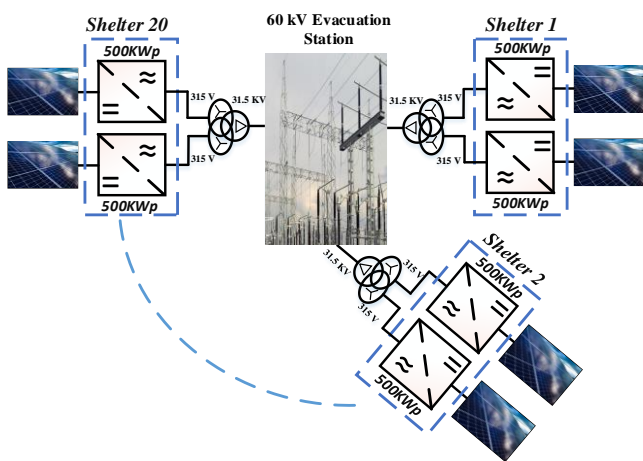 Shelter 20
500KWp
315 V
31.5 KV
315 V
500KWp
60 kV Evacuation
Station
Shelter 1
500KWp
31.5 KV
315 V
315 V
500KWp
Shelter 2
500KWp
31.5 KV
315 V
315 V
500KWp